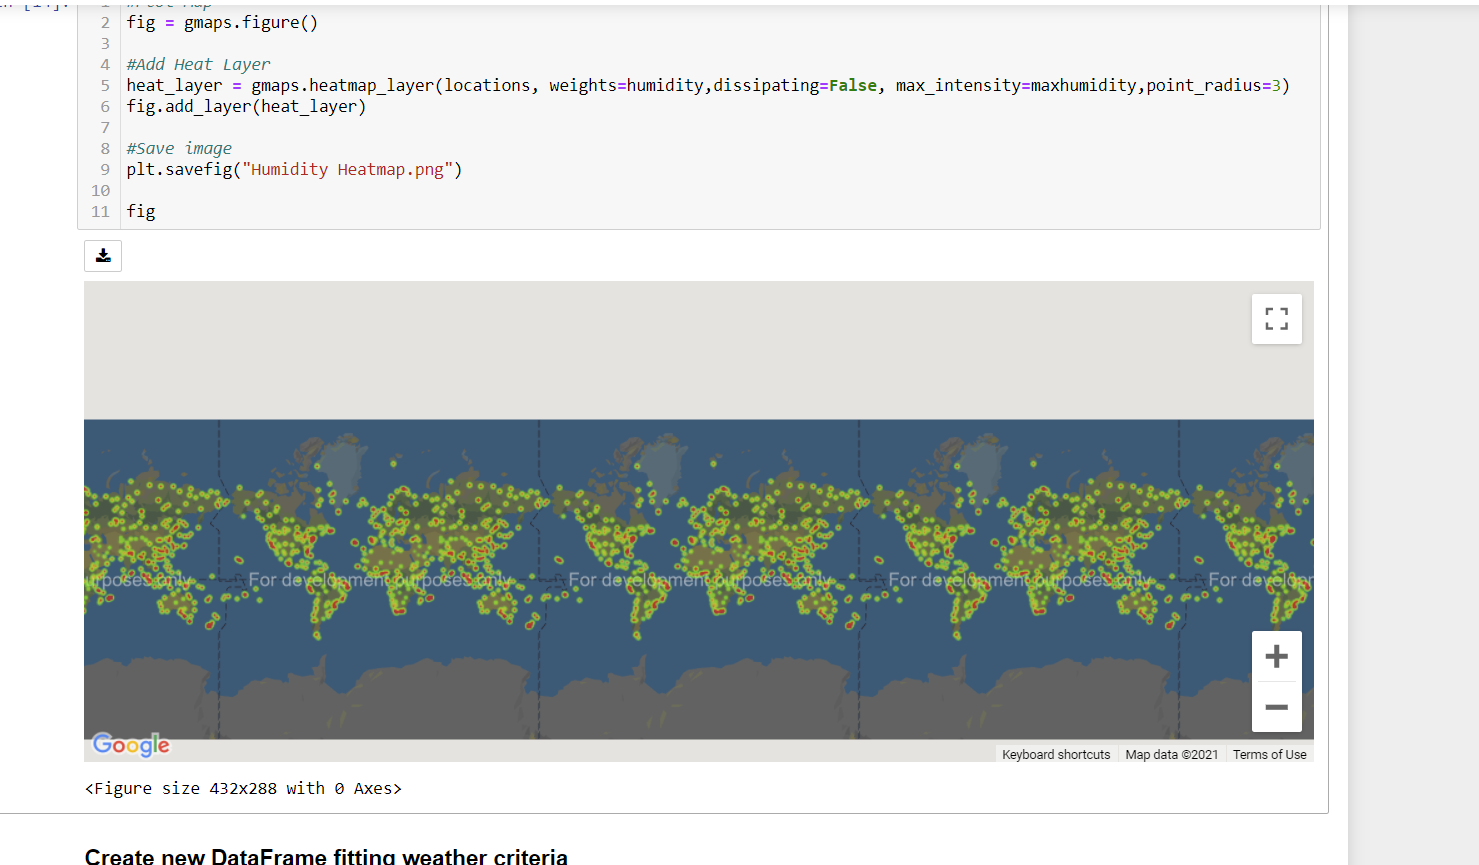 1 #Plot Map
2 fig = gmaps.figure()
3
4 #Add Heat Layer
5 heat_layer = gmaps.heatmap_layer(locations, weights=humidity,dissipating=False, max_intensity=maxhumidity,point_radius=3)
6 fig.add_layer(heat_layer)
7
8 #Save image
9 plt.savefig("Humidity Heatmap.png")
10
11 fig
purposes only For development purposes only For development purposes only For development purposes only For developm
Google
Keyboard shortcuts Map data ©2021 Terms of Use
<Figure size 432x288 with 0 Axes>
Create new DataFrame fitting weather criteria